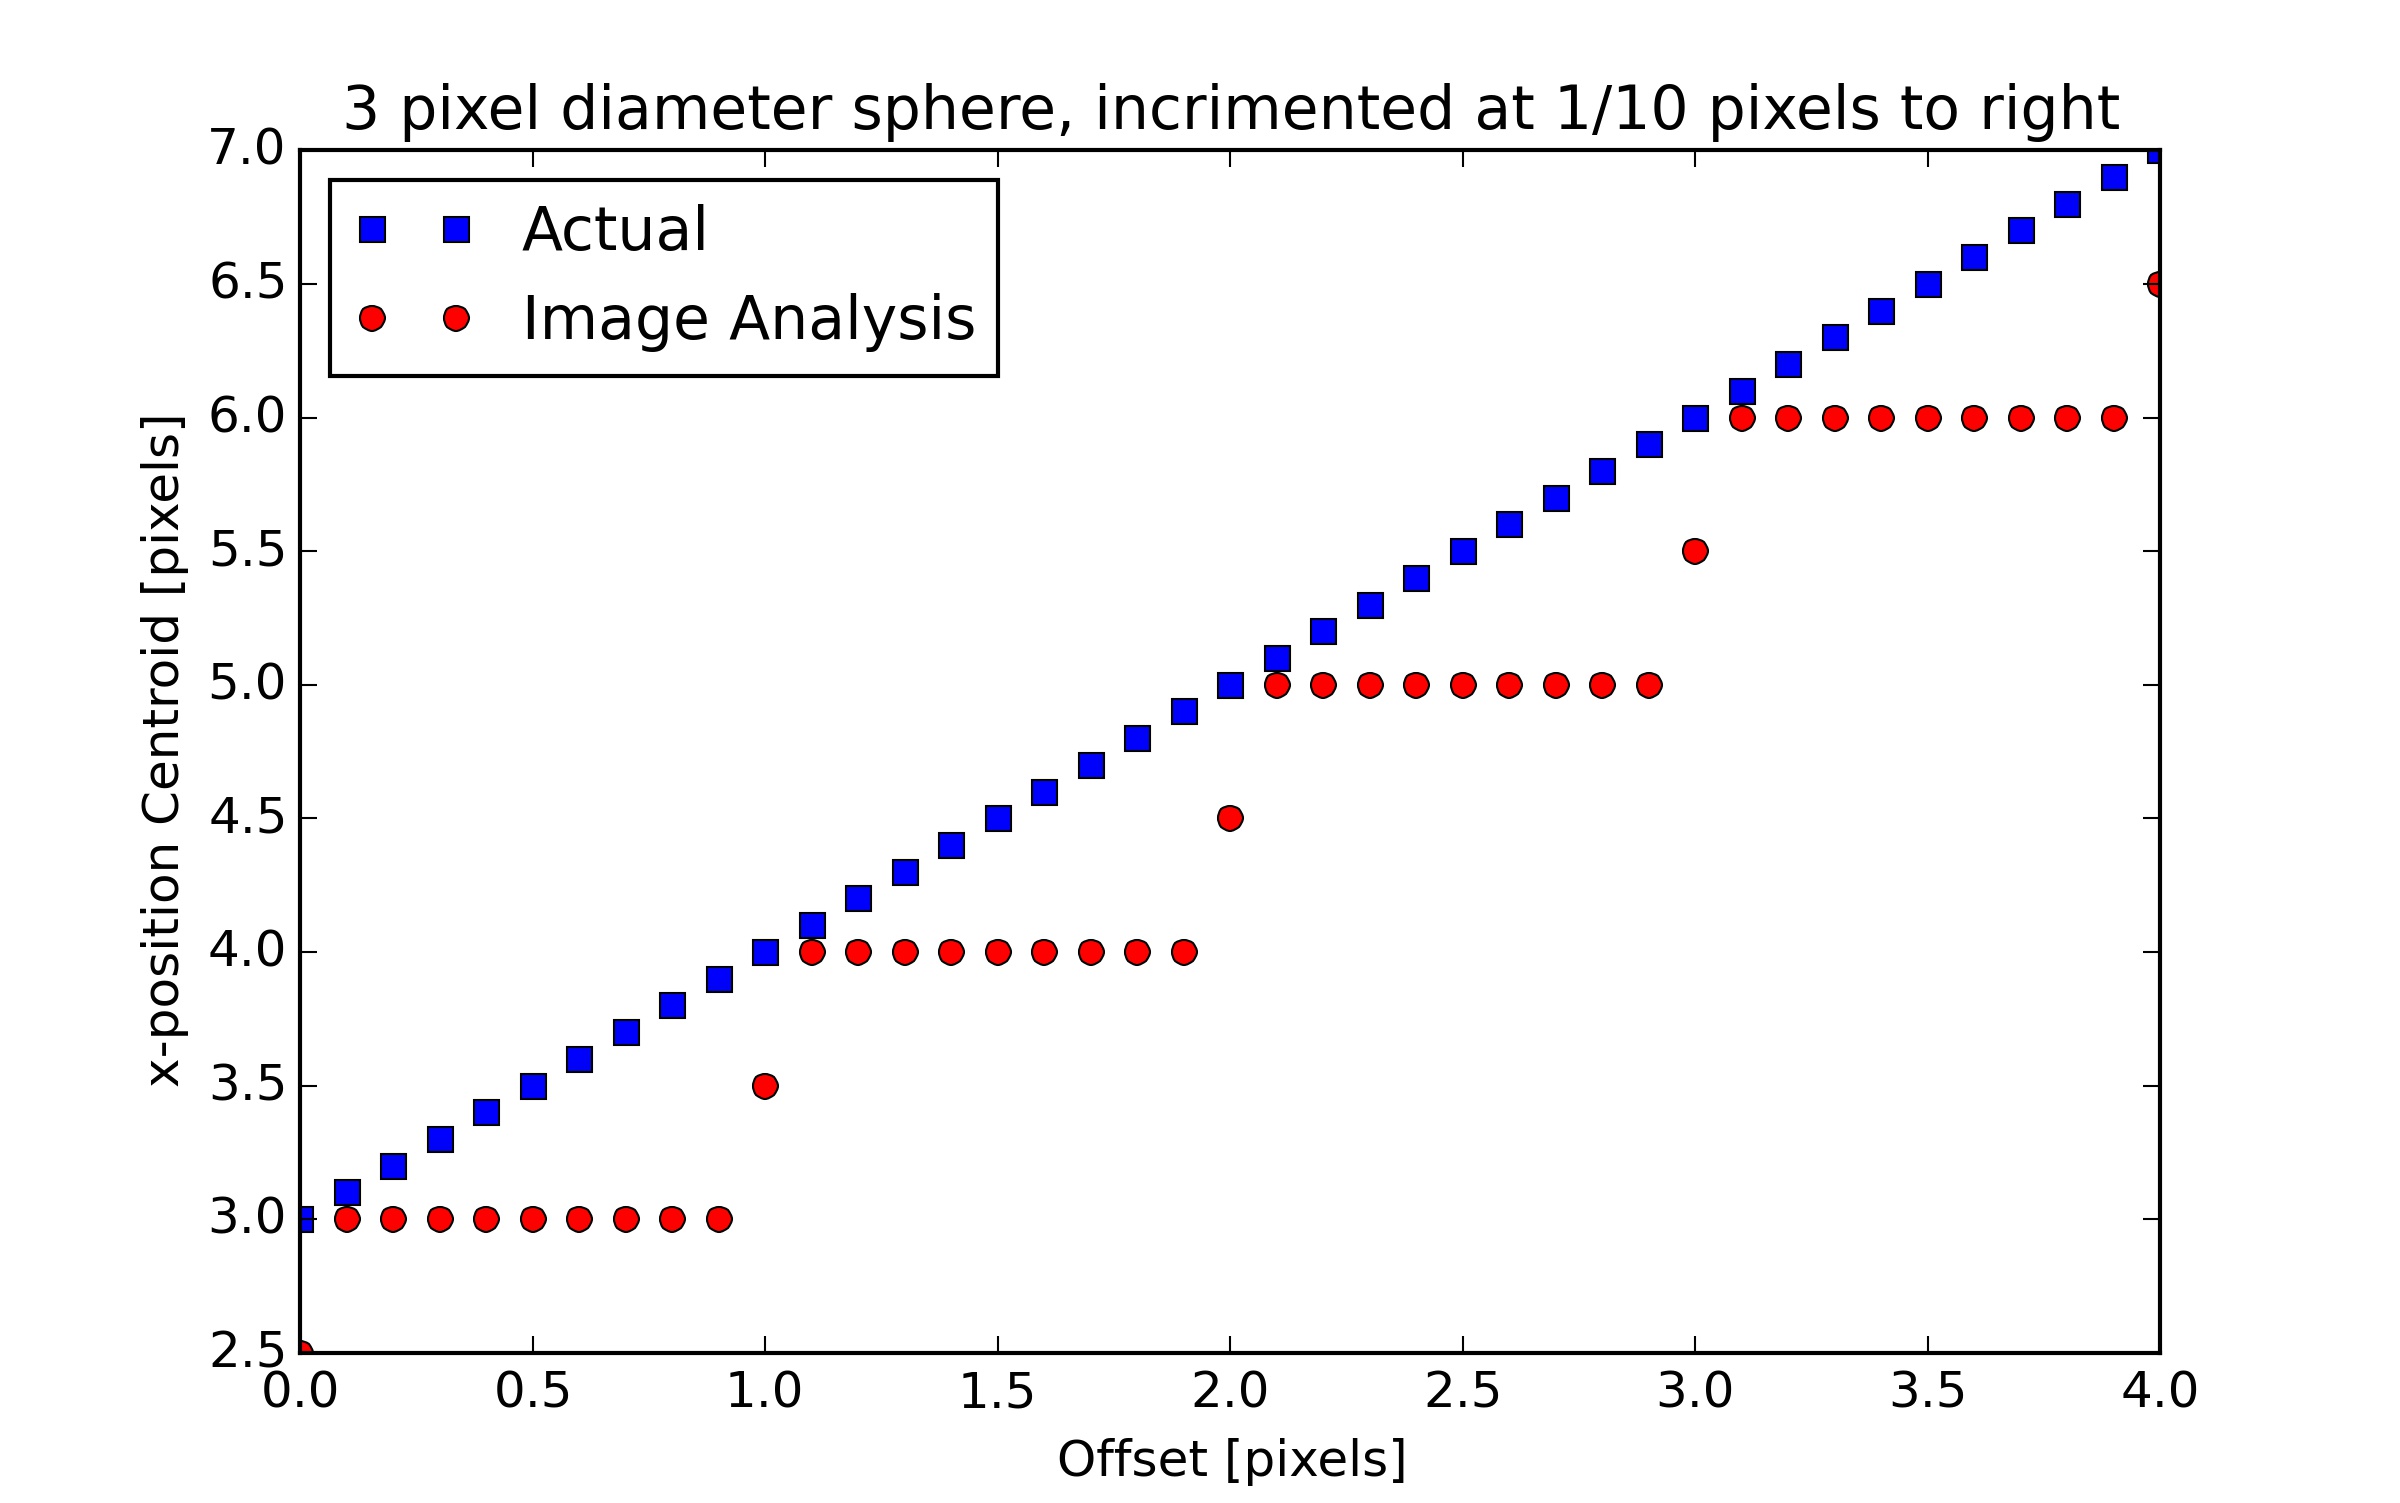 3 pixel diameter sphere, incrimented at 1/10 pixels to right
Actual
Image Analysis
x-position Centroid [pixels]
7.0
6.5
6.0
5.5
5.0
4.5
4.0
3.5
3.0
2.5
0.0 0.5 1.0 1.5 2.0 2.5 3.0 3.5 4.0
Offset [pixels]